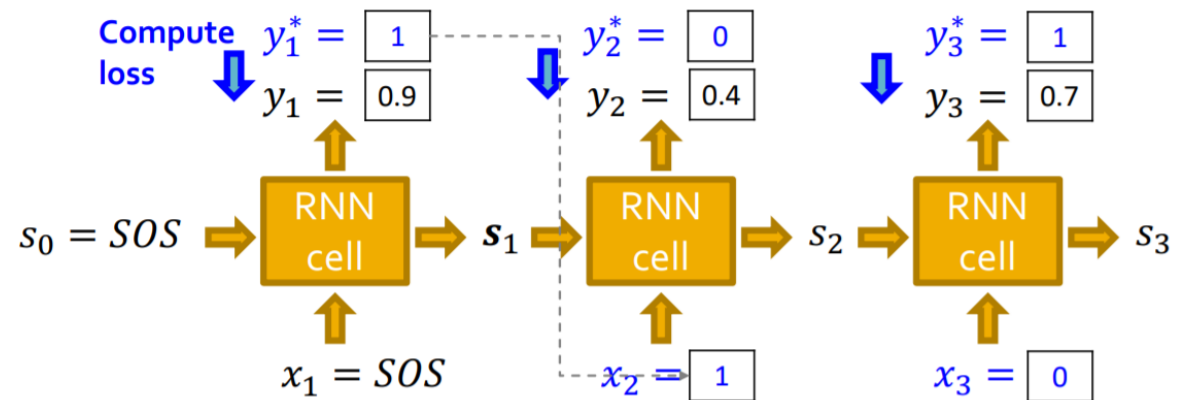 Compute loss
y₁* = 1
y₂* = 0
y₃* = 1
y₁ = 0.9
y₂ = 0.4
y₃ = 0.7
s₀ = SOS
RNN cell
s₁
RNN cell
s₂
RNN cell
s₃
x₁ = SOS
x₂ = 1
x₃ = 0